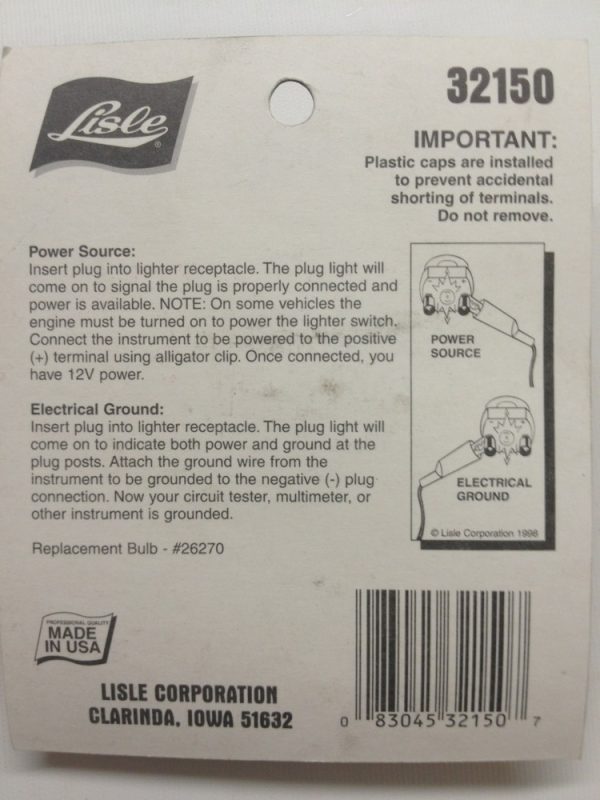 Lisle®
32150
IMPORTANT:
Plastic caps are installed
to prevent accidental
shorting of terminals.
Do not remove.
Power Source:
Insert plug into lighter receptacle. The plug light will
come on to signal the plug is properly connected and
power is available. NOTE: On some vehicles the
engine must be turned on to power the lighter switch.
Connect the instrument to be powered to the positive
(+) terminal using alligator clip. Once connected, you
have 12V power.
Electrical Ground:
Insert plug into lighter receptacle. The plug light will
come on to indicate both power and ground at the
plug posts. Attach the ground wire from the
instrument to be grounded to the negative (-) plug
connection. Now your circuit tester, multimeter, or
other instrument is grounded.
Replacement Bulb - #26270
POWER
SOURCE
ELECTRICAL
GROUND
© Lisle Corporation 1998
PROFESSIONAL QUALITY
MADE
IN USA
LISLE CORPORATION
CLARINDA, IOWA 51632
0 83045 32150 7